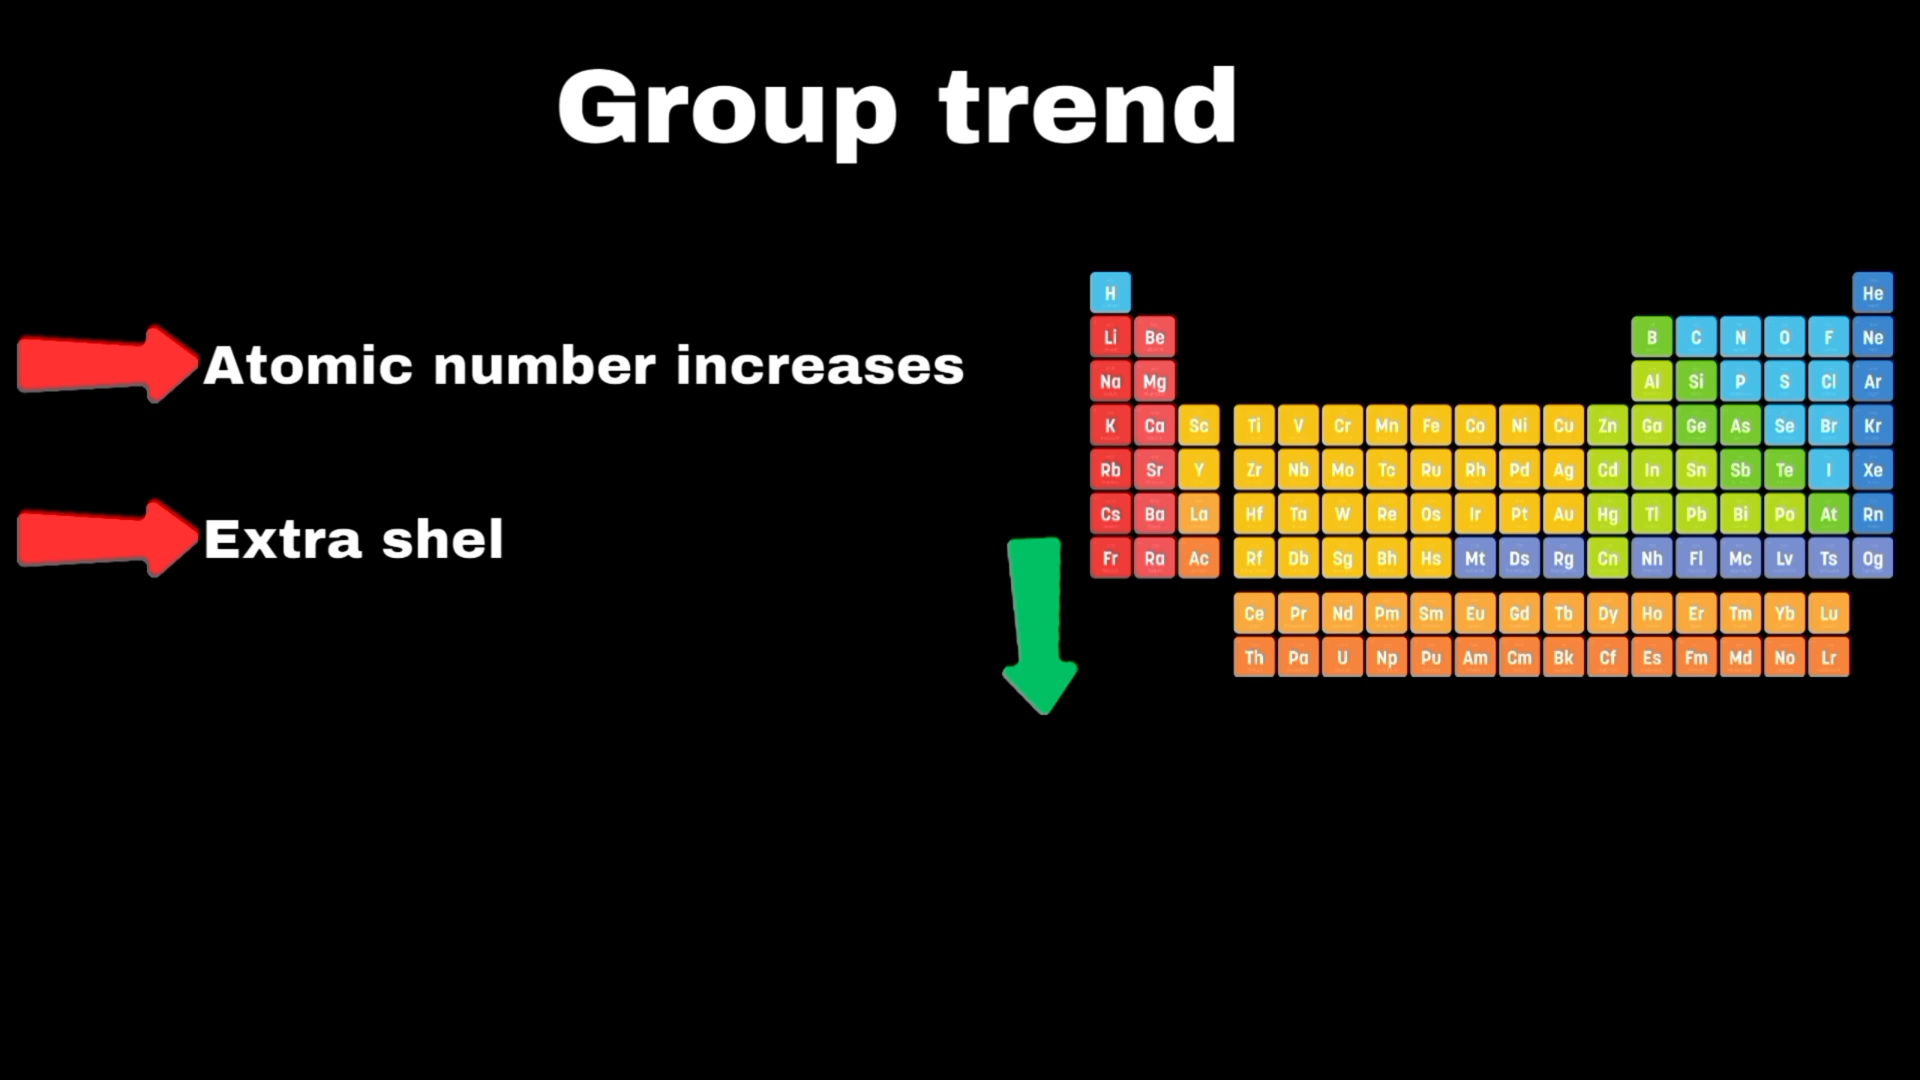 Group trend
Atomic number increases
Extra shel
H He
Li Be B C N O F Ne
Na Mg Al Si P S Cl Ar
K Ca Sc Ti V Cr Mn Fe Co Ni Cu Zn Ga Ge As Se Br Kr
Rb Sr Y Zr Nb Mo Tc Ru Rh Pd Ag Cd In Sn Sb Te I Xe
Cs Ba La Hf Ta W Re Os Ir Pt Au Hg Tl Pb Bi Po At Rn
Fr Ra Ac Rf Db Sg Bh Hs Mt Ds Rg Cn Nh Fl Mc Lv Ts Og
Ce Pr Nd Pm Sm Eu Gd Tb Dy Ho Er Tm Yb Lu
Th Pa U Np Pu Am Cm Bk Cf Es Fm Md No Lr